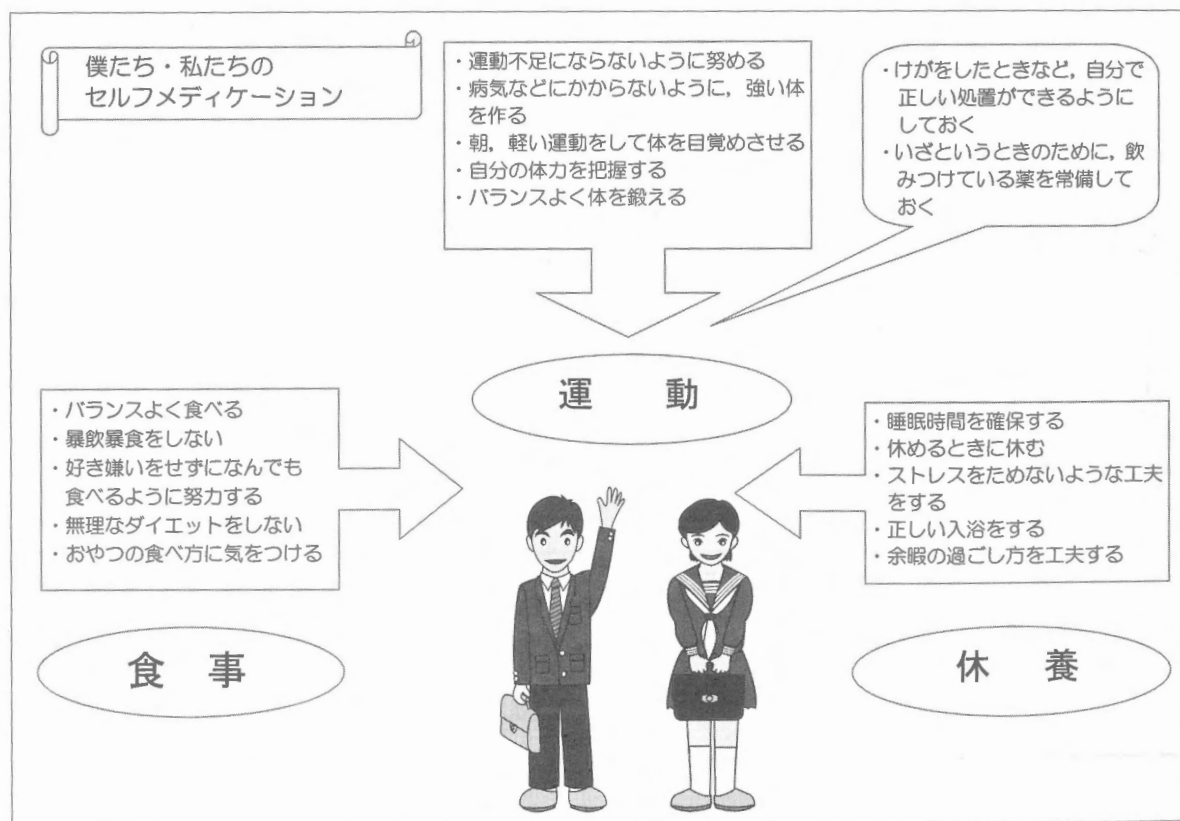 僕たち・私たちの
セルフメディケーション
・運動不足にならないように努める
・病気などにかからないように，強い体
を作る
・朝，軽い運動をして体を目覚めさせる
・自分の体力を把握する
・バランスよく体を鍛える
・けがをしたときなど，自分で
正しい処置ができるように
しておく
・いざというときのために，飲
みつけている薬を常備して
おく
運　動
・バランスよく食べる
・暴飲暴食をしない
・好き嫌いをせずになんでも
食べるように努力する
・無理なダイエットをしない
・おやつの食べ方に気をつける
・睡眠時間を確保する
・休めるときに休む
・ストレスをためないような工夫
をする
・正しい入浴をする
・余暇の過ごし方を工夫する
食　事
休　養